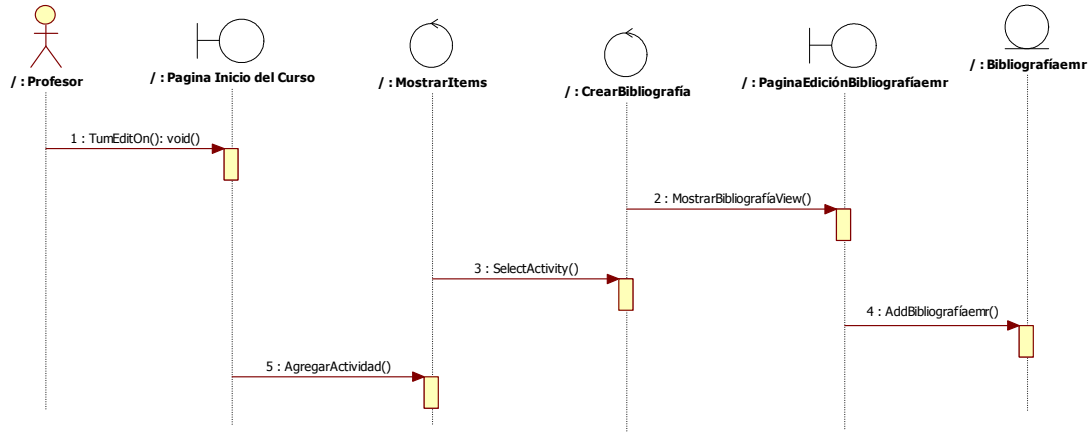 / : Profesor
/ : Pagina Inicio del Curso
/ : MostrarItems
/ : CrearBibliografía
/ : PaginaEdiciónBibliografíaemr
/ : Bibliografíaemr
1 : TurnEditOn(): void()
2 : MostrarBibliografíaView()
3 : SelectActivity()
4 : AddBibliografíaemr()
5 : AgregarActividad()